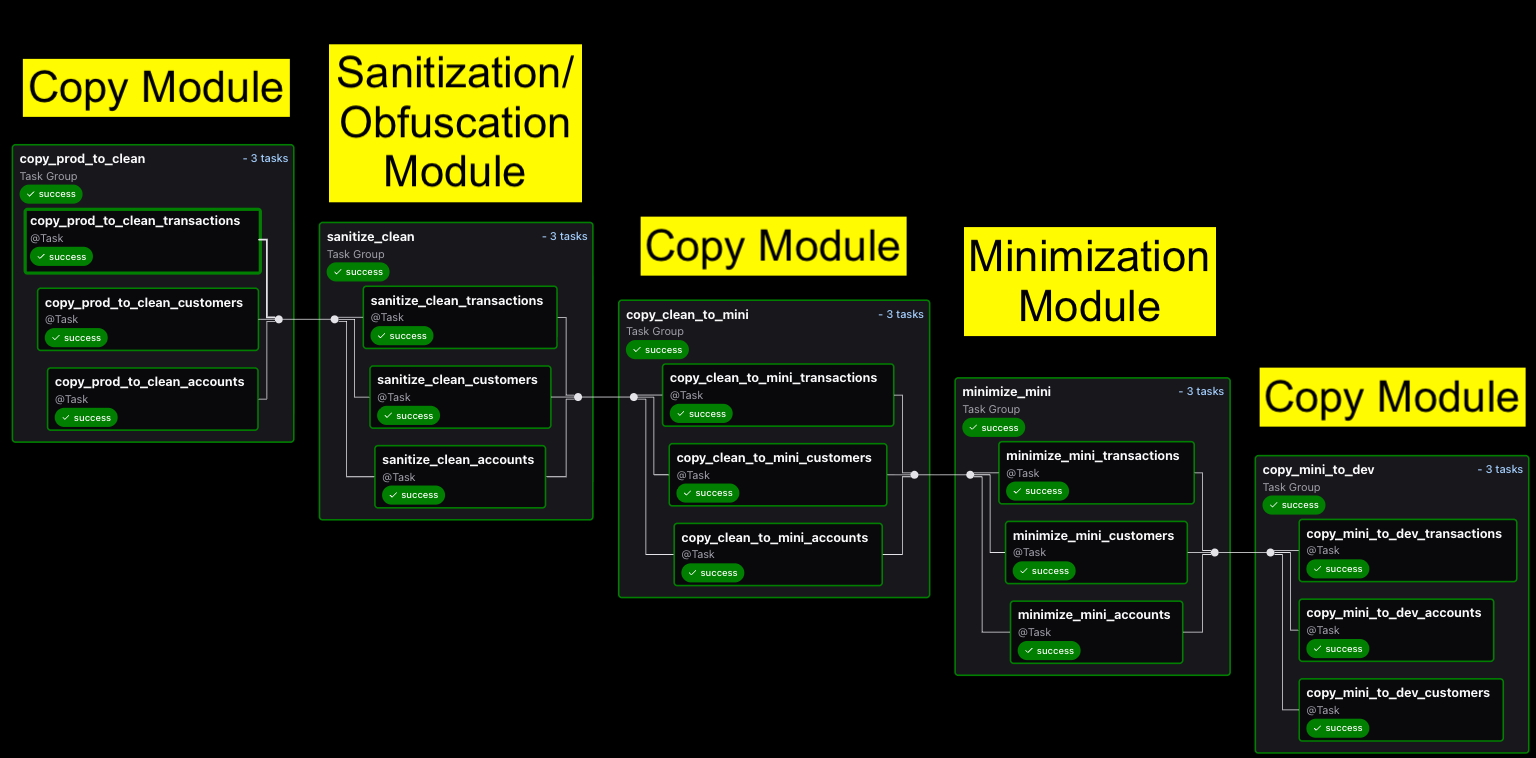 Copy Module
copy_prod_to_clean
- 3 tasks
Task Group
success
copy_prod_to_clean_transactions
@Task
success
copy_prod_to_clean_customers
@Task
success
copy_prod_to_clean_accounts
@Task
success
Sanitization/
Obfuscation
Module
sanitize_clean
- 3 tasks
Task Group
success
sanitize_clean_transactions
@Task
success
sanitize_clean_customers
@Task
success
sanitize_clean_accounts
@Task
success
Copy Module
copy_clean_to_mini
- 3 tasks
Task Group
success
copy_clean_to_mini_transactions
@Task
success
copy_clean_to_mini_customers
@Task
success
copy_clean_to_mini_accounts
@Task
success
Minimization
Module
minimize_mini
- 3 tasks
Task Group
success
minimize_mini_transactions
@Task
success
minimize_mini_customers
@Task
success
minimize_mini_accounts
@Task
success
Copy Module
copy_mini_to_dev
- 3 tasks
Task Group
success
copy_mini_to_dev_transactions
@Task
success
copy_mini_to_dev_accounts
@Task
success
copy_mini_to_dev_customers
@Task
success